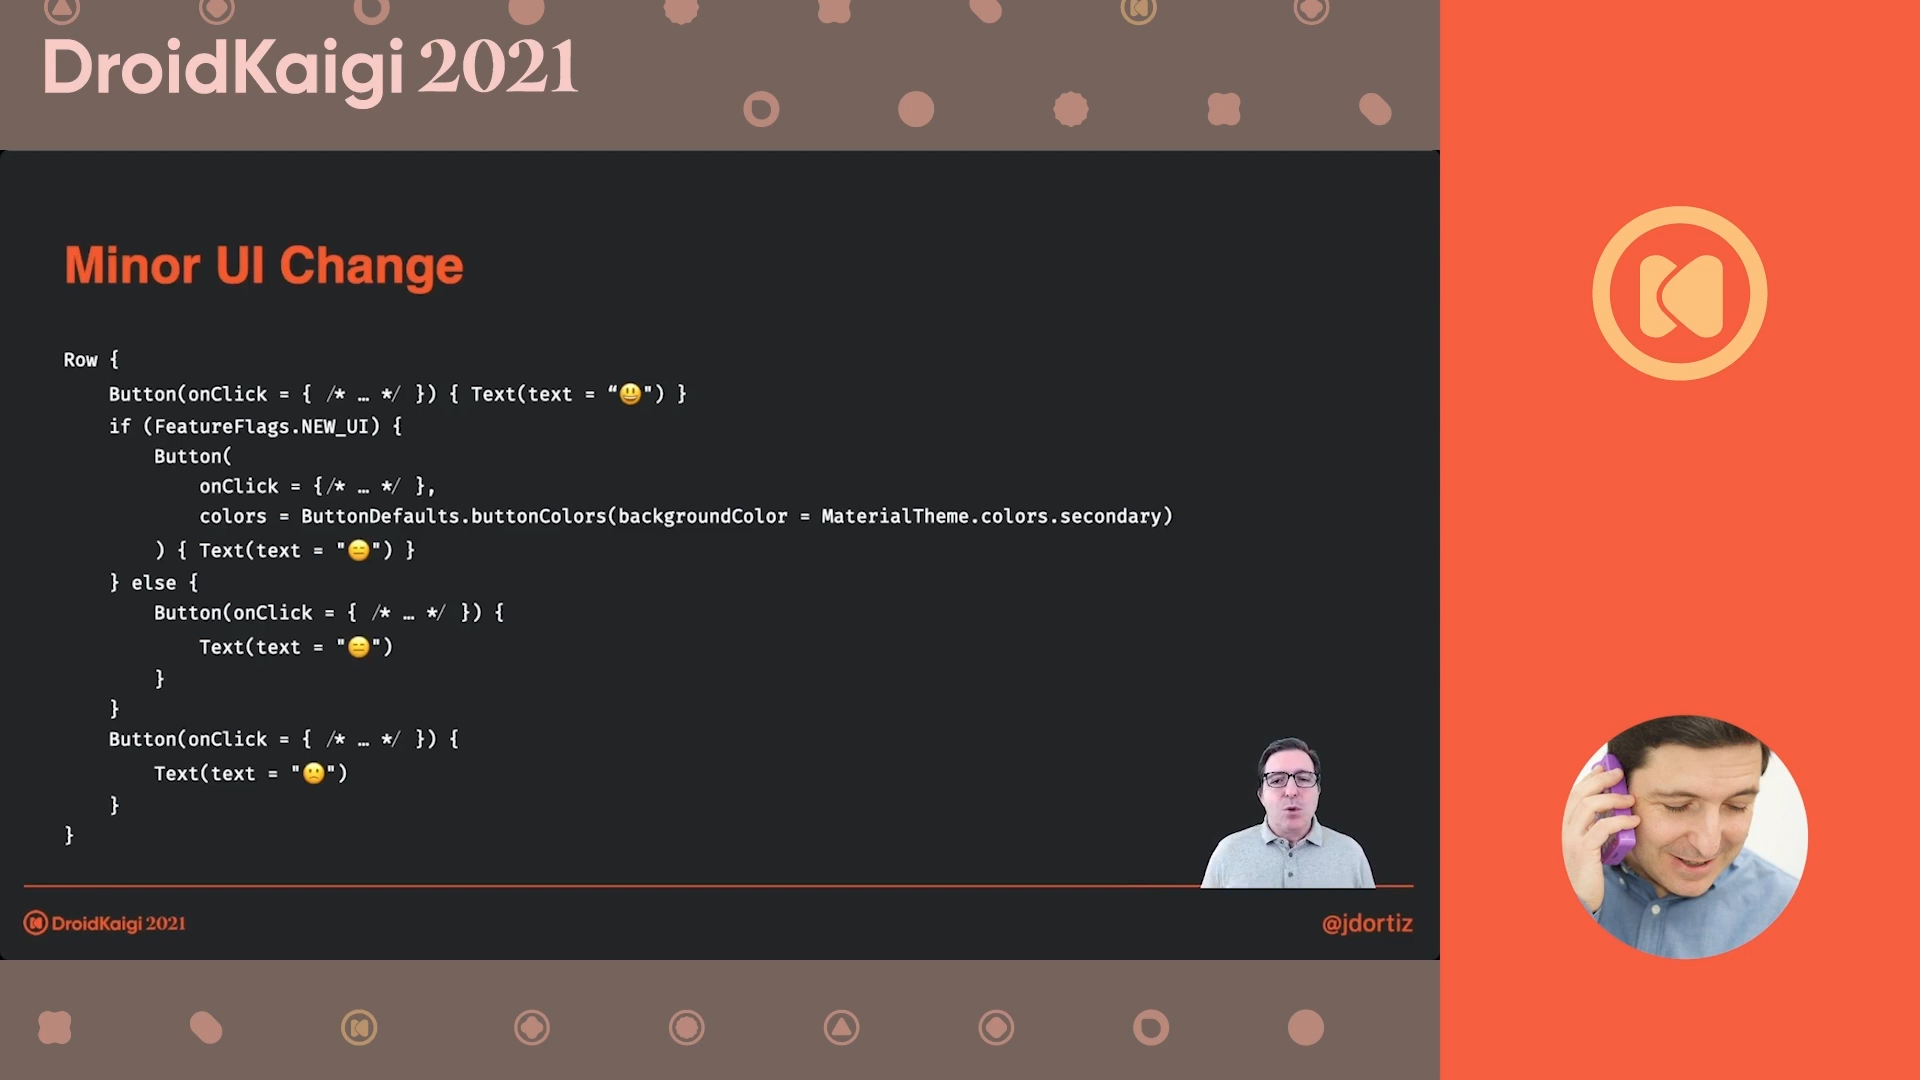 DroidKaigi 2021
Minor UI Change
Row {
    Button(onClick = { /* … */ }) { Text(text = “😃") }
    if (FeatureFlags.NEW_UI) {
        Button(
            onClick = {/* … */ },
            colors = ButtonDefaults.buttonColors(backgroundColor = MaterialTheme.colors.secondary)
        ) { Text(text = "😑") }
    } else {
        Button(onClick = { /* … */ }) {
            Text(text = "😑")
        }
    }
    Button(onClick = { /* … */ }) {
        Text(text = "🙁")
    }
}
DroidKaigi 2021
@jdortiz